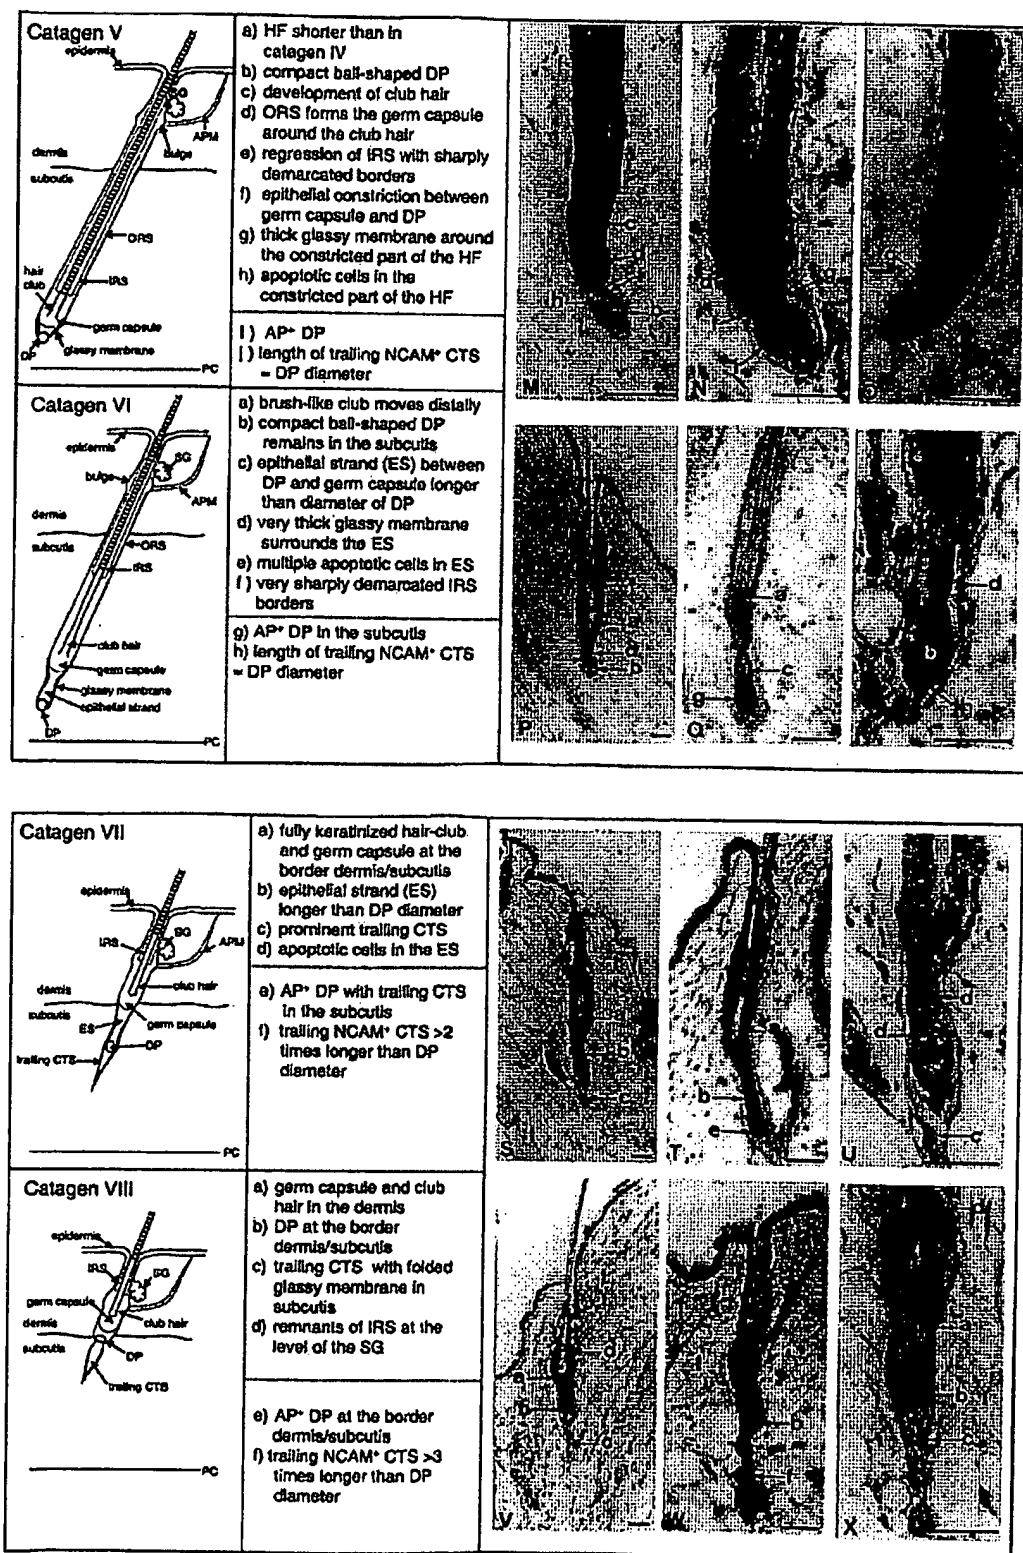 Catagen V
epidermis
SG
APM
bulge
dermis
subcutis
ORS
hair
club
IRS
germ capsule
DP
glassy membrane
PC
a) HF shorter than in
catagen IV
b) compact ball-shaped DP
c) development of club hair
d) ORS forms the germ capsule
around the club hair
e) regression of IRS with sharply
demarcated borders
f) epithelial constriction between
germ capsule and DP
g) thick glassy membrane around
the constricted part of the HF
h) apoptotic cells in the
constricted part of the HF
i) AP+ DP
j) length of trailing NCAM+ CTS
= DP diameter
M
N
h
g
Catagen VI
epidermis
SG
bulge
APM
dermis
subcutis
ORS
IRS
club hair
germ capsule
glassy membrane
epithelial strand
DP
PC
a) brush-like club moves distally
b) compact ball-shaped DP
remains in the subcutis
c) epithelial strand (ES) between
DP and germ capsule longer
than diameter of DP
d) very thick glassy membrane
surrounds the ES
e) multiple apoptotic cells in ES
f) very sharply demarcated IRS
borders
g) AP+ DP in the subcutis
h) length of trailing NCAM+ CTS
= DP diameter
P
b
Q
a
c
g
d
b
Catagen VII
epidermis
SG
IRS
APM
club hair
dermis
subcutis
germ capsule
ES
DP
trailing CTS
PC
a) fully keratinized hair-club
and germ capsule at the
border dermis/subcutis
b) epithelial strand (ES)
longer than DP diameter
c) prominent trailing CTS
d) apoptotic cells in the ES
e) AP+ DP with trailing CTS
in the subcutis
f) trailing NCAM+ CTS >2
times longer than DP
diameter
S
b
T
b
e
U
d
d
c
Catagen VIII
epidermis
IRS
SG
germ capsule
club hair
dermis
subcutis
DP
trailing CTS
PC
a) germ capsule and club
hair in the dermis
b) DP at the border
dermis/subcutis
c) trailing CTS with folded
glassy membrane in
subcutis
d) remnants of IRS at the
level of the SG
e) AP+ DP at the border
dermis/subcutis
f) trailing NCAM+ CTS >3
times longer than DP
diameter
V
a
b
d
c
W
b
X
d
b
c